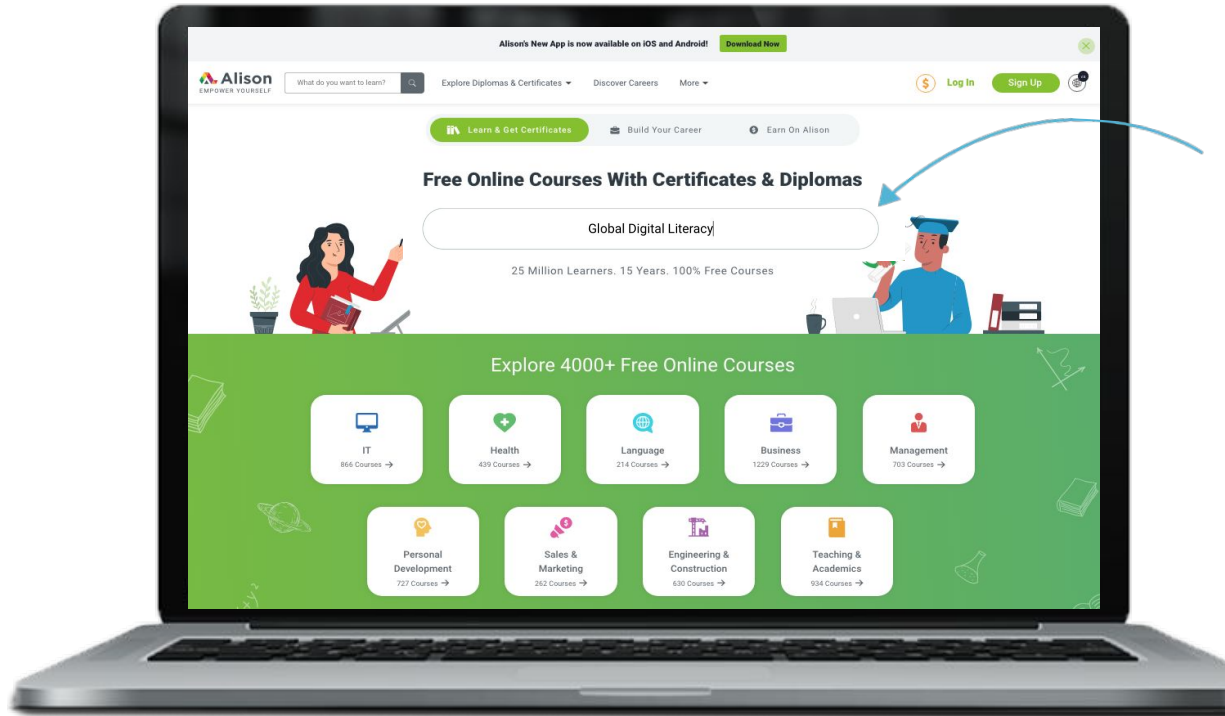 Alison's New App is now available on iOS and Android!
Download Now
Alison
EMPOWER YOURSELF
What do you want to learn?
Explore Diplomas & Certificates
Discover Careers
More
$
Log In
Sign Up
Learn & Get Certificates
Build Your Career
Earn On Alison
Free Online Courses With Certificates & Diplomas
Global Digital Literacy
25 Million Learners. 15 Years. 100% Free Courses
Explore 4000+ Free Online Courses
IT
866 Courses →
Health
439 Courses →
Language
214 Courses →
Business
1229 Courses →
Management
703 Courses →
Personal
Development
727 Courses →
Sales &
Marketing
262 Courses →
Engineering &
Construction
630 Courses →
Teaching &
Academics
934 Courses →